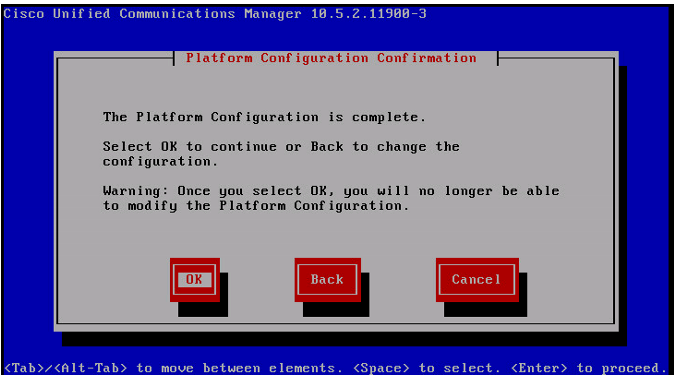 Cisco Unified Communications Manager 10.5.2.11900-3
Platform Configuration Confirmation
The Platform Configuration is complete.
Select OK to continue or Back to change the
configuration.
Warning: Once you select OK, you will no longer be able
to modify the Platform Configuration.
OK Back Cancel
<Tab>/<Alt-Tab> to move between elements. <Space> to select. <Enter> to proceed.